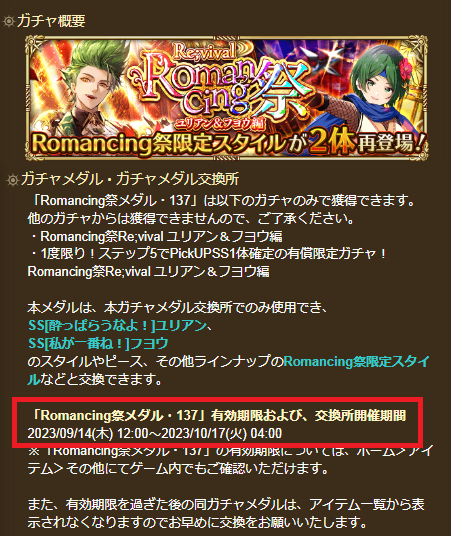 ガチャ概要
Re;vival
Romancing祭
ユリアン&フヨウ編
Romancing祭限定スタイルが2体再登場!
ガチャメダル・ガチャメダル交換所
「Romancing祭メダル・137」は以下のガチャのみで獲得できます。
他のガチャからは獲得できませんので、ご了承ください。
・Romancing祭Re;vival ユリアン&フヨウ編
・1度限り!ステップ5でPickUPSS1体確定の有償限定ガチャ!
Romancing祭Re;vival ユリアン&フヨウ編
本メダルは、本ガチャメダル交換所でのみ使用でき、
SS[酔っぱらうなよ!]ユリアン、
SS[私が一番ね!]フヨウ
のスタイルやピース、その他ラインナップのRomancing祭限定スタイ
ルなどと交換できます。
「Romancing祭メダル・137」有効期限および、交換所開催期間
2023/09/14(木) 12:00～2023/10/17(火) 04:00
※「Romancing祭メダル・137」の有効期限については、ホーム>アイ
テム>その他にてゲーム内でもご確認いただけます。
また、有効期限を過ぎた後の同ガチャメダルは、アイテム一覧から表
示されなくなりますのでお早めに交換をお願いいたします。